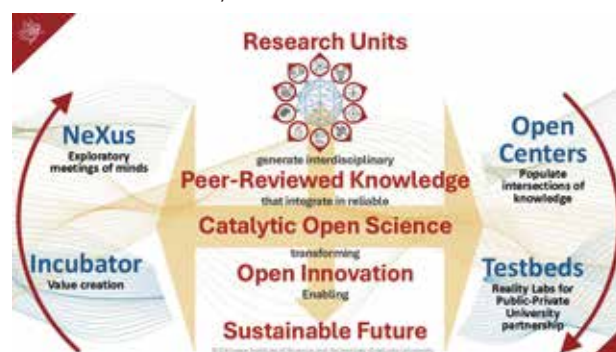 Research Units
NeXus
Exploratory
meetings of minds
generate interdisciplinary
Peer-Reviewed Knowledge
that integrate in reliable
Catalytic Open Science
transforming
Open Innovation
Enabling
Sustainable Future
Incubator
Value creation
Open
Centers
Populate
intersections of
knowledge
Testbeds
Reality Labs for
Public-Private
University
partnership